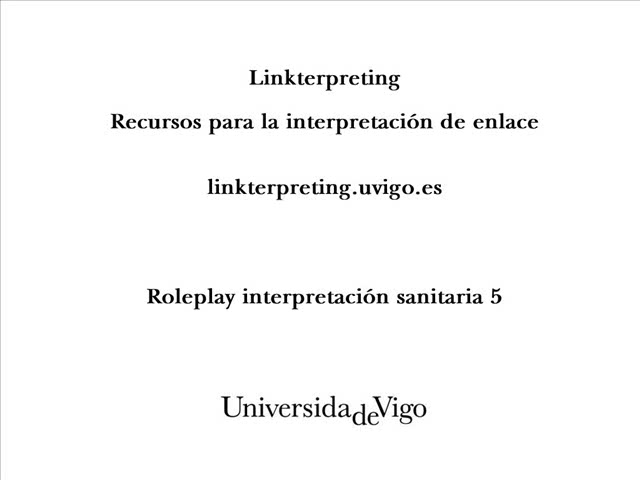 Linkterpreting
Recursos para la interpretación de enlace
linkterpreting.uvigo.es
Roleplay interpretación sanitaria 5
UniversidadeVigo